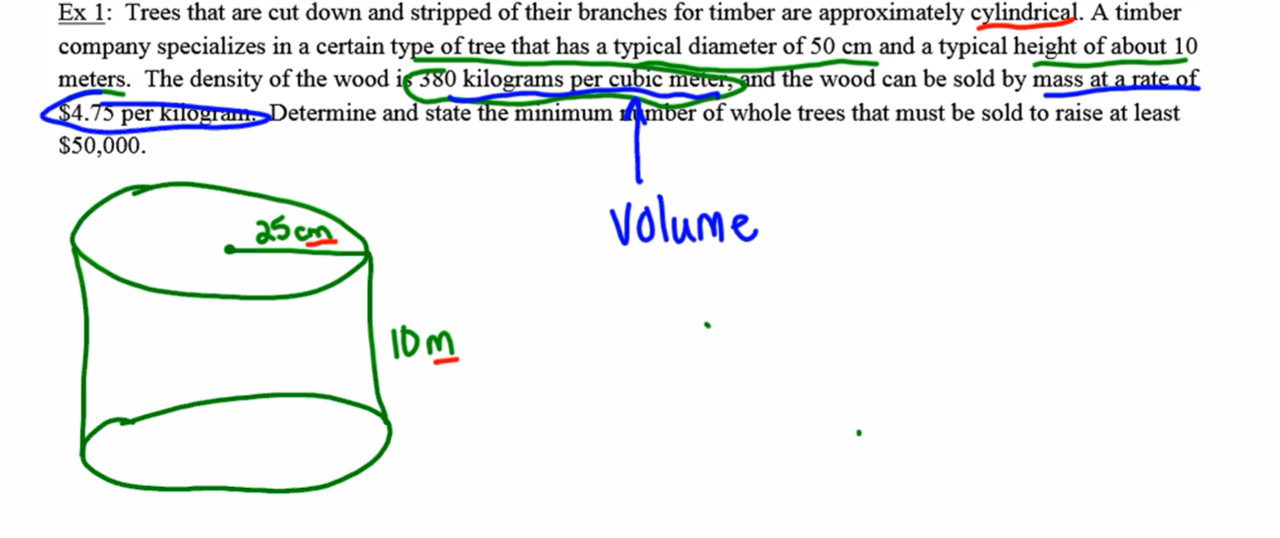 Ex 1: Trees that are cut down and stripped of their branches for timber are approximately cylindrical. A timber
company specializes in a certain type of tree that has a typical diameter of 50 cm and a typical height of about 10
meters. The density of the wood is 380 kilograms per cubic meter, and the wood can be sold by mass at a rate of
$4.75 per kilogram. Determine and state the minimum number of whole trees that must be sold to raise at least
$50,000.
25cm
Volume
10m